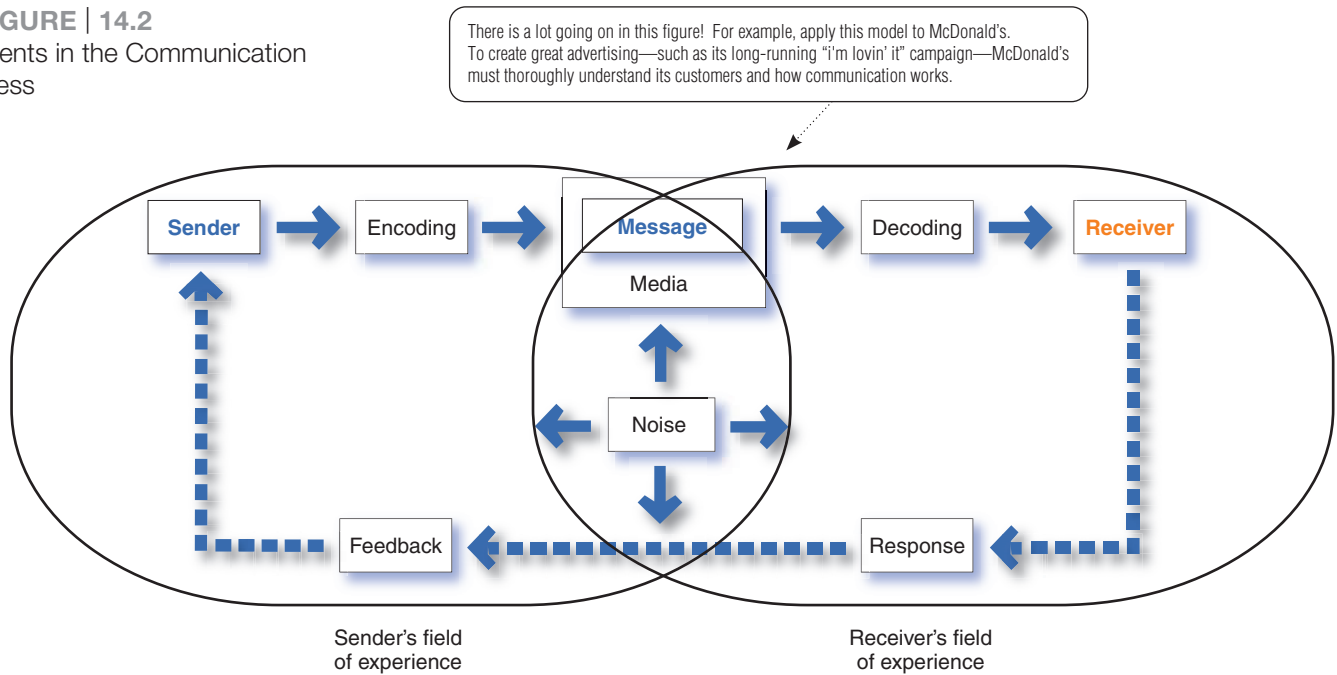 GURE | 14.2
ents in the Communication
ess
There is a lot going on in this figure! For example, apply this model to McDonald's.
To create great advertising—such as its long-running “i'm lovin' it” campaign—McDonald's
must thoroughly understand its customers and how communication works.
Sender
Encoding
Message
Media
Decoding
Receiver
Noise
Feedback
Response
Sender's field
of experience
Receiver's field
of experience